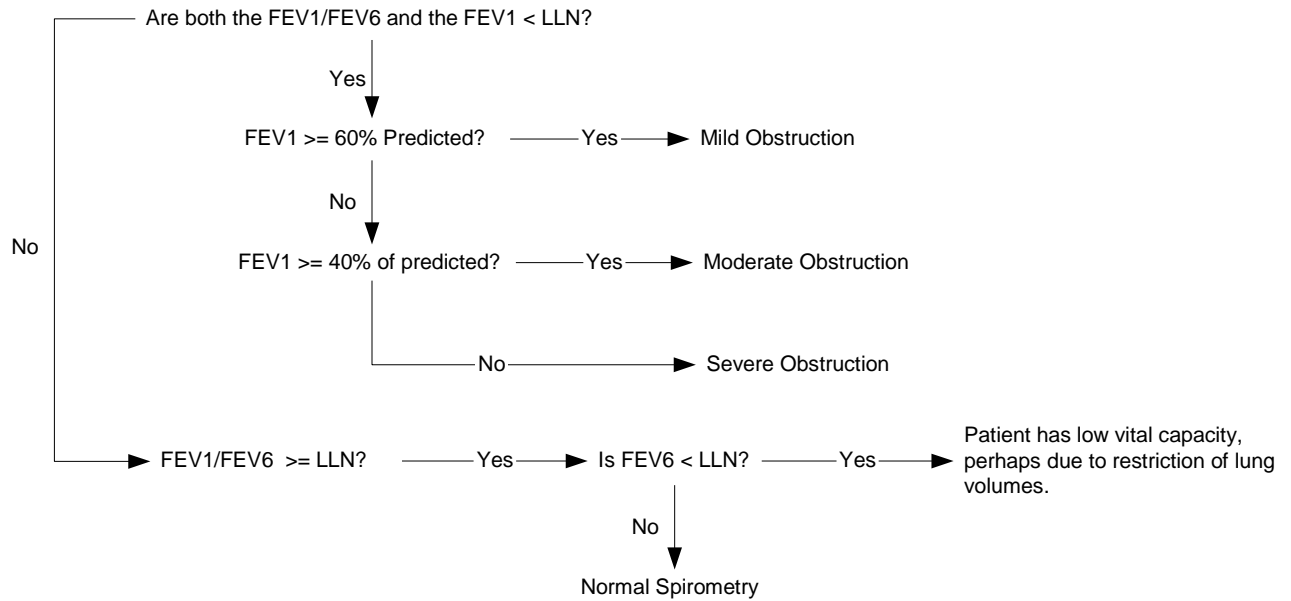 Are both the FEV1/FEV6 and the FEV1 < LLN?
Yes
FEV1 >= 60% Predicted?
Yes
Mild Obstruction
No
No
FEV1 >= 40% of predicted?
Yes
Moderate Obstruction
No
Severe Obstruction
FEV1/FEV6 >= LLN?
Yes
Is FEV6 < LLN?
Yes
Patient has low vital capacity,
perhaps due to restriction of lung
volumes.
No
Normal Spirometry